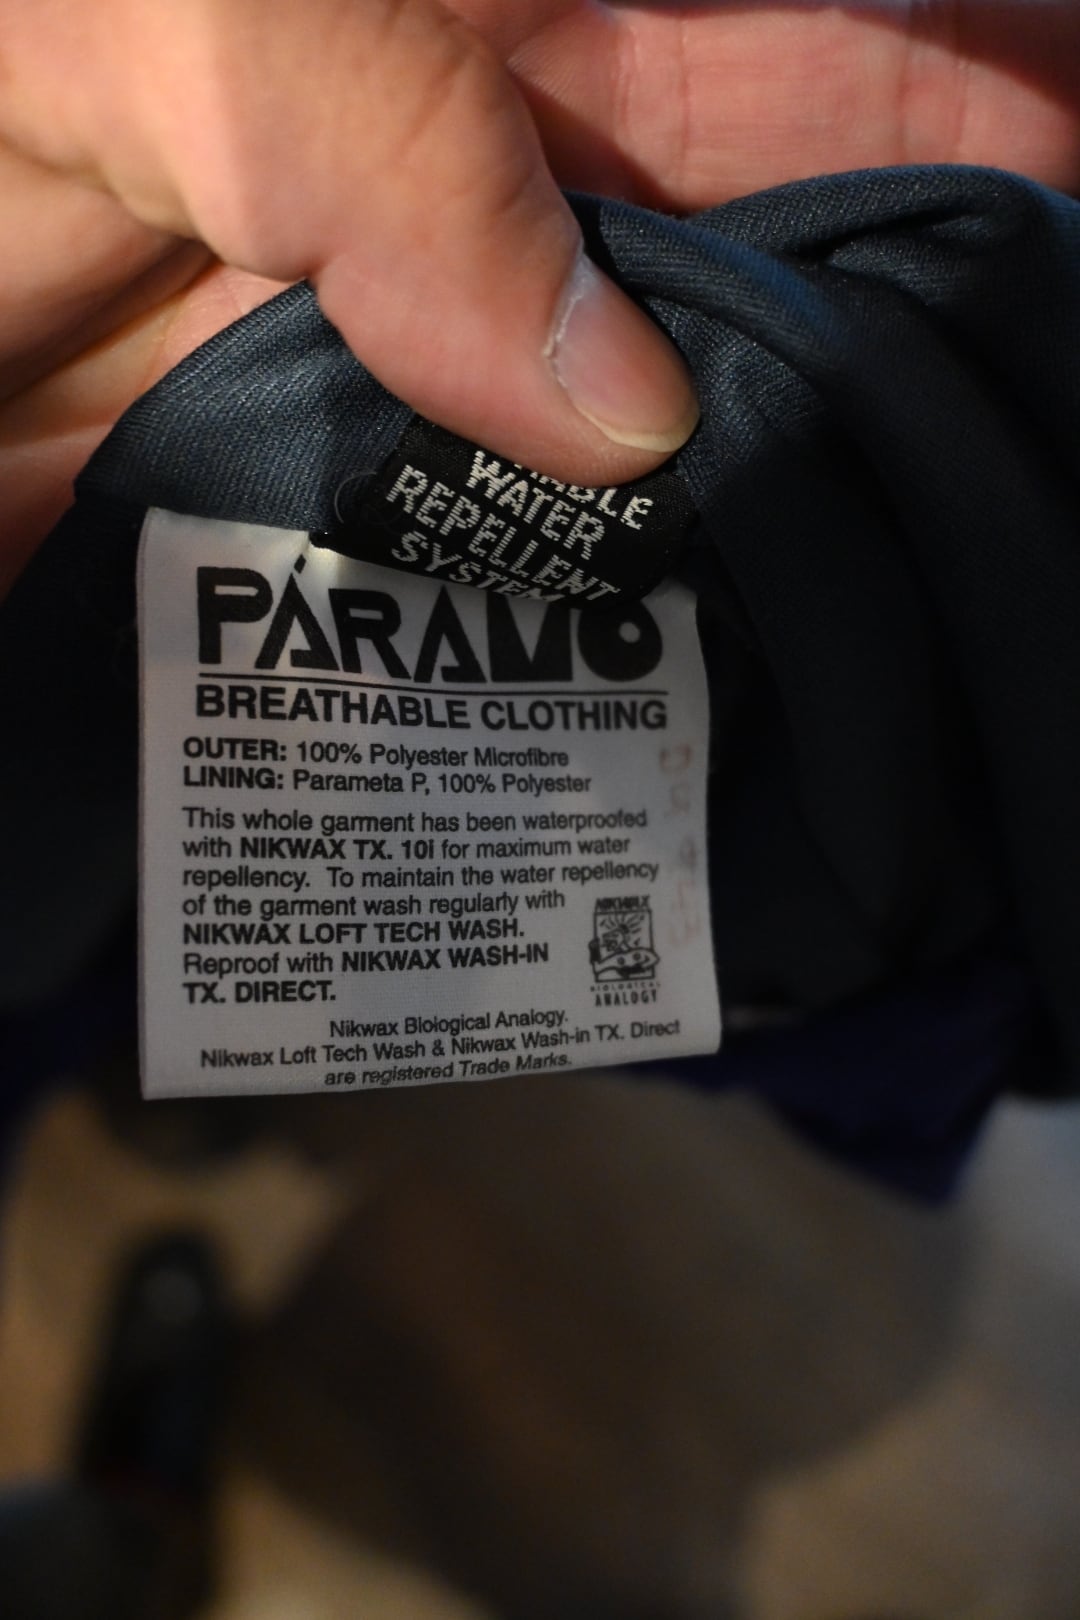 WATER
REPELLENT
SYSTEM
PÁRAMO
BREATHABLE CLOTHING
OUTER: 100% Polyester Microfibre
LINING: Parameta P, 100% Polyester
This whole garment has been waterproofed
with NIKWAX TX. 10i for maximum water
repellency. To maintain the water repellency
of the garment wash regularly with
NIKWAX LOFT TECH WASH.
Reproof with NIKWAX WASH-IN
TX. DIRECT.
NIKWAX
BIOLOGICAL
ANALOGY
Nikwax Biological Analogy.
Nikwax Loft Tech Wash & Nikwax Wash-in TX. Direct
are registered Trade Marks.